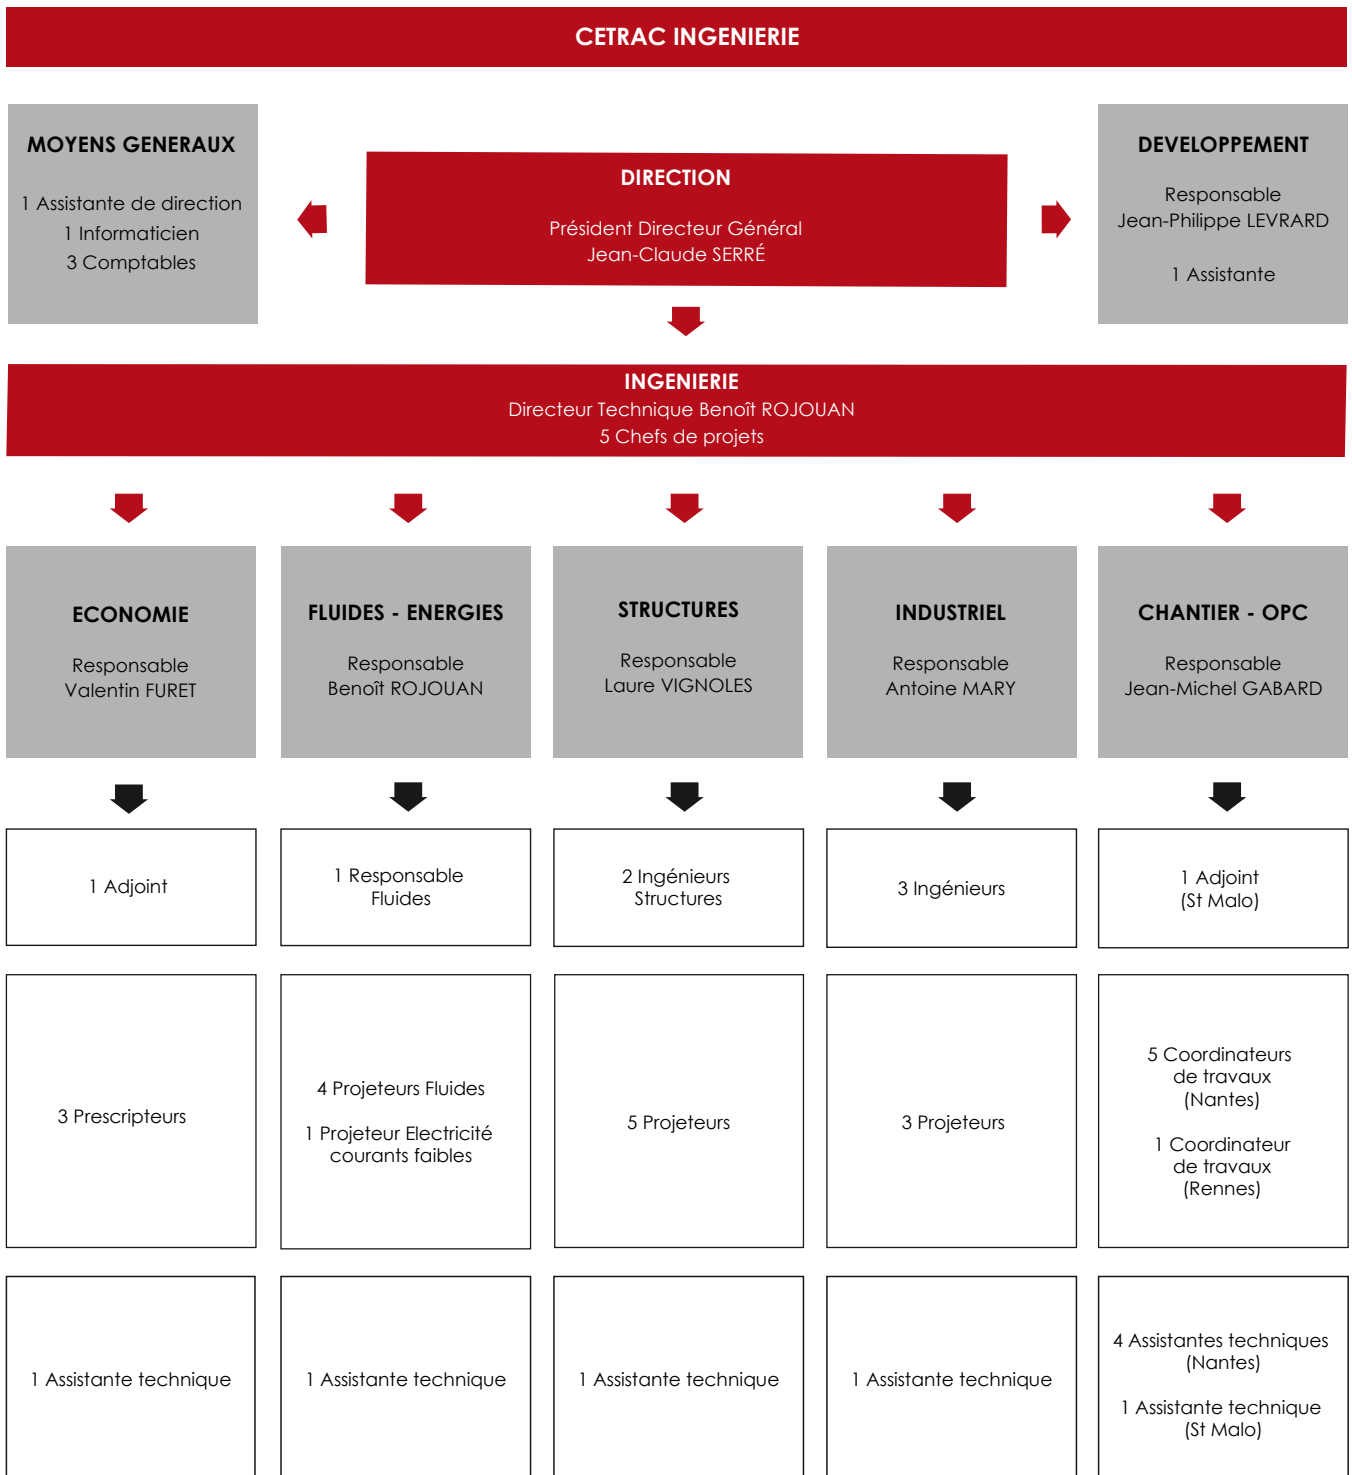 CETRAC INGENIERIE
MOYENS GENERAUX
1 Assistante de direction
1 Informaticien
3 Comptables
DIRECTION
Président Directeur Général
Jean-Claude SERRÉ
DEVELOPPEMENT
Responsable
Jean-Philippe LEVRARD
1 Assistante
INGENIERIE
Directeur Technique Benoît ROJOUAN
5 Chefs de projets
ECONOMIE
Responsable
Valentin FURET
FLUIDES - ENERGIES
Responsable
Benoît ROJOUAN
STRUCTURES
Responsable
Laure VIGNOLES
INDUSTRIEL
Responsable
Antoine MARY
CHANTIER - OPC
Responsable
Jean-Michel GABARD
1 Adjoint
1 Responsable
Fluides
2 Ingénieurs
Structures
3 Ingénieurs
1 Adjoint
(St Malo)
3 Prescripteurs
4 Projeteurs Fluides
1 Projeteur Electricité
courants faibles
5 Projeteurs
3 Projeteurs
5 Coordinateurs
de travaux
(Nantes)
1 Coordinateur
de travaux
(Rennes)
1 Assistante technique
1 Assistante technique
1 Assistante technique
1 Assistante technique
4 Assistantes techniques
(Nantes)
1 Assistante technique
(St Malo)